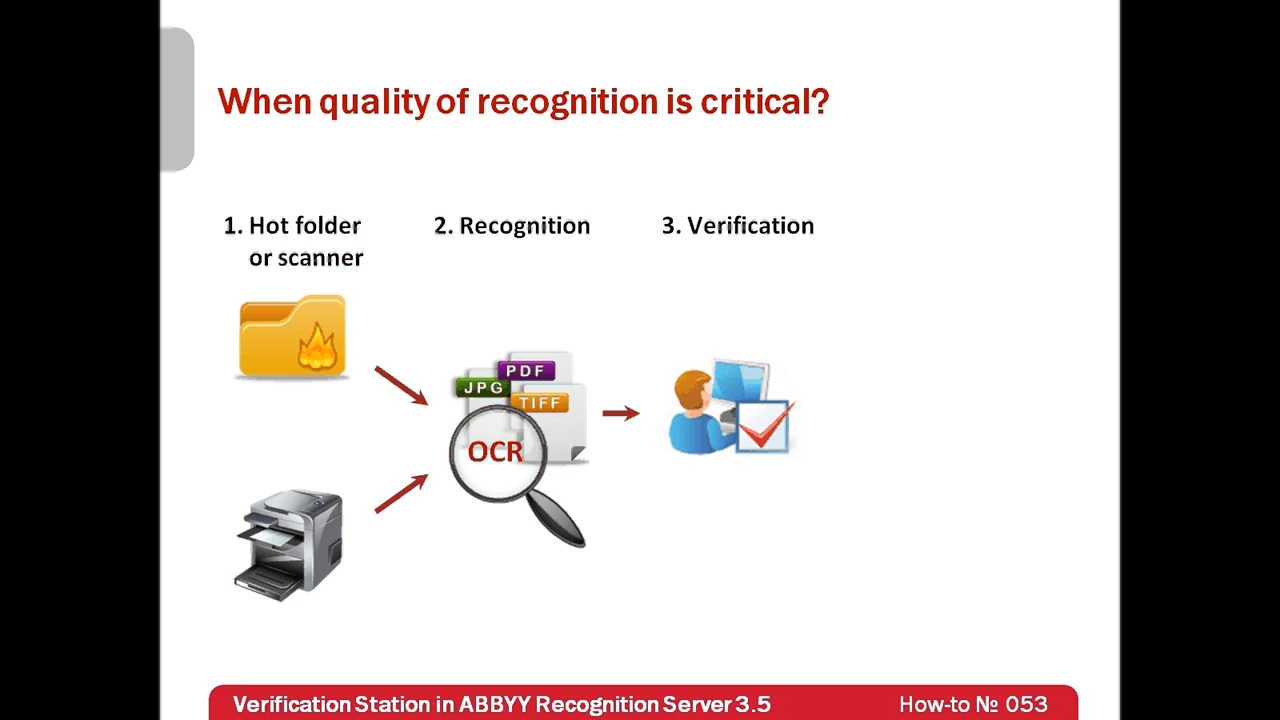 When quality of recognition is critical?
1. Hot folder
or scanner
2. Recognition
3. Verification
PDF
JPG
TIFF
OCR
Verification Station in ABBYY Recognition Server 3.5
How-to № 053